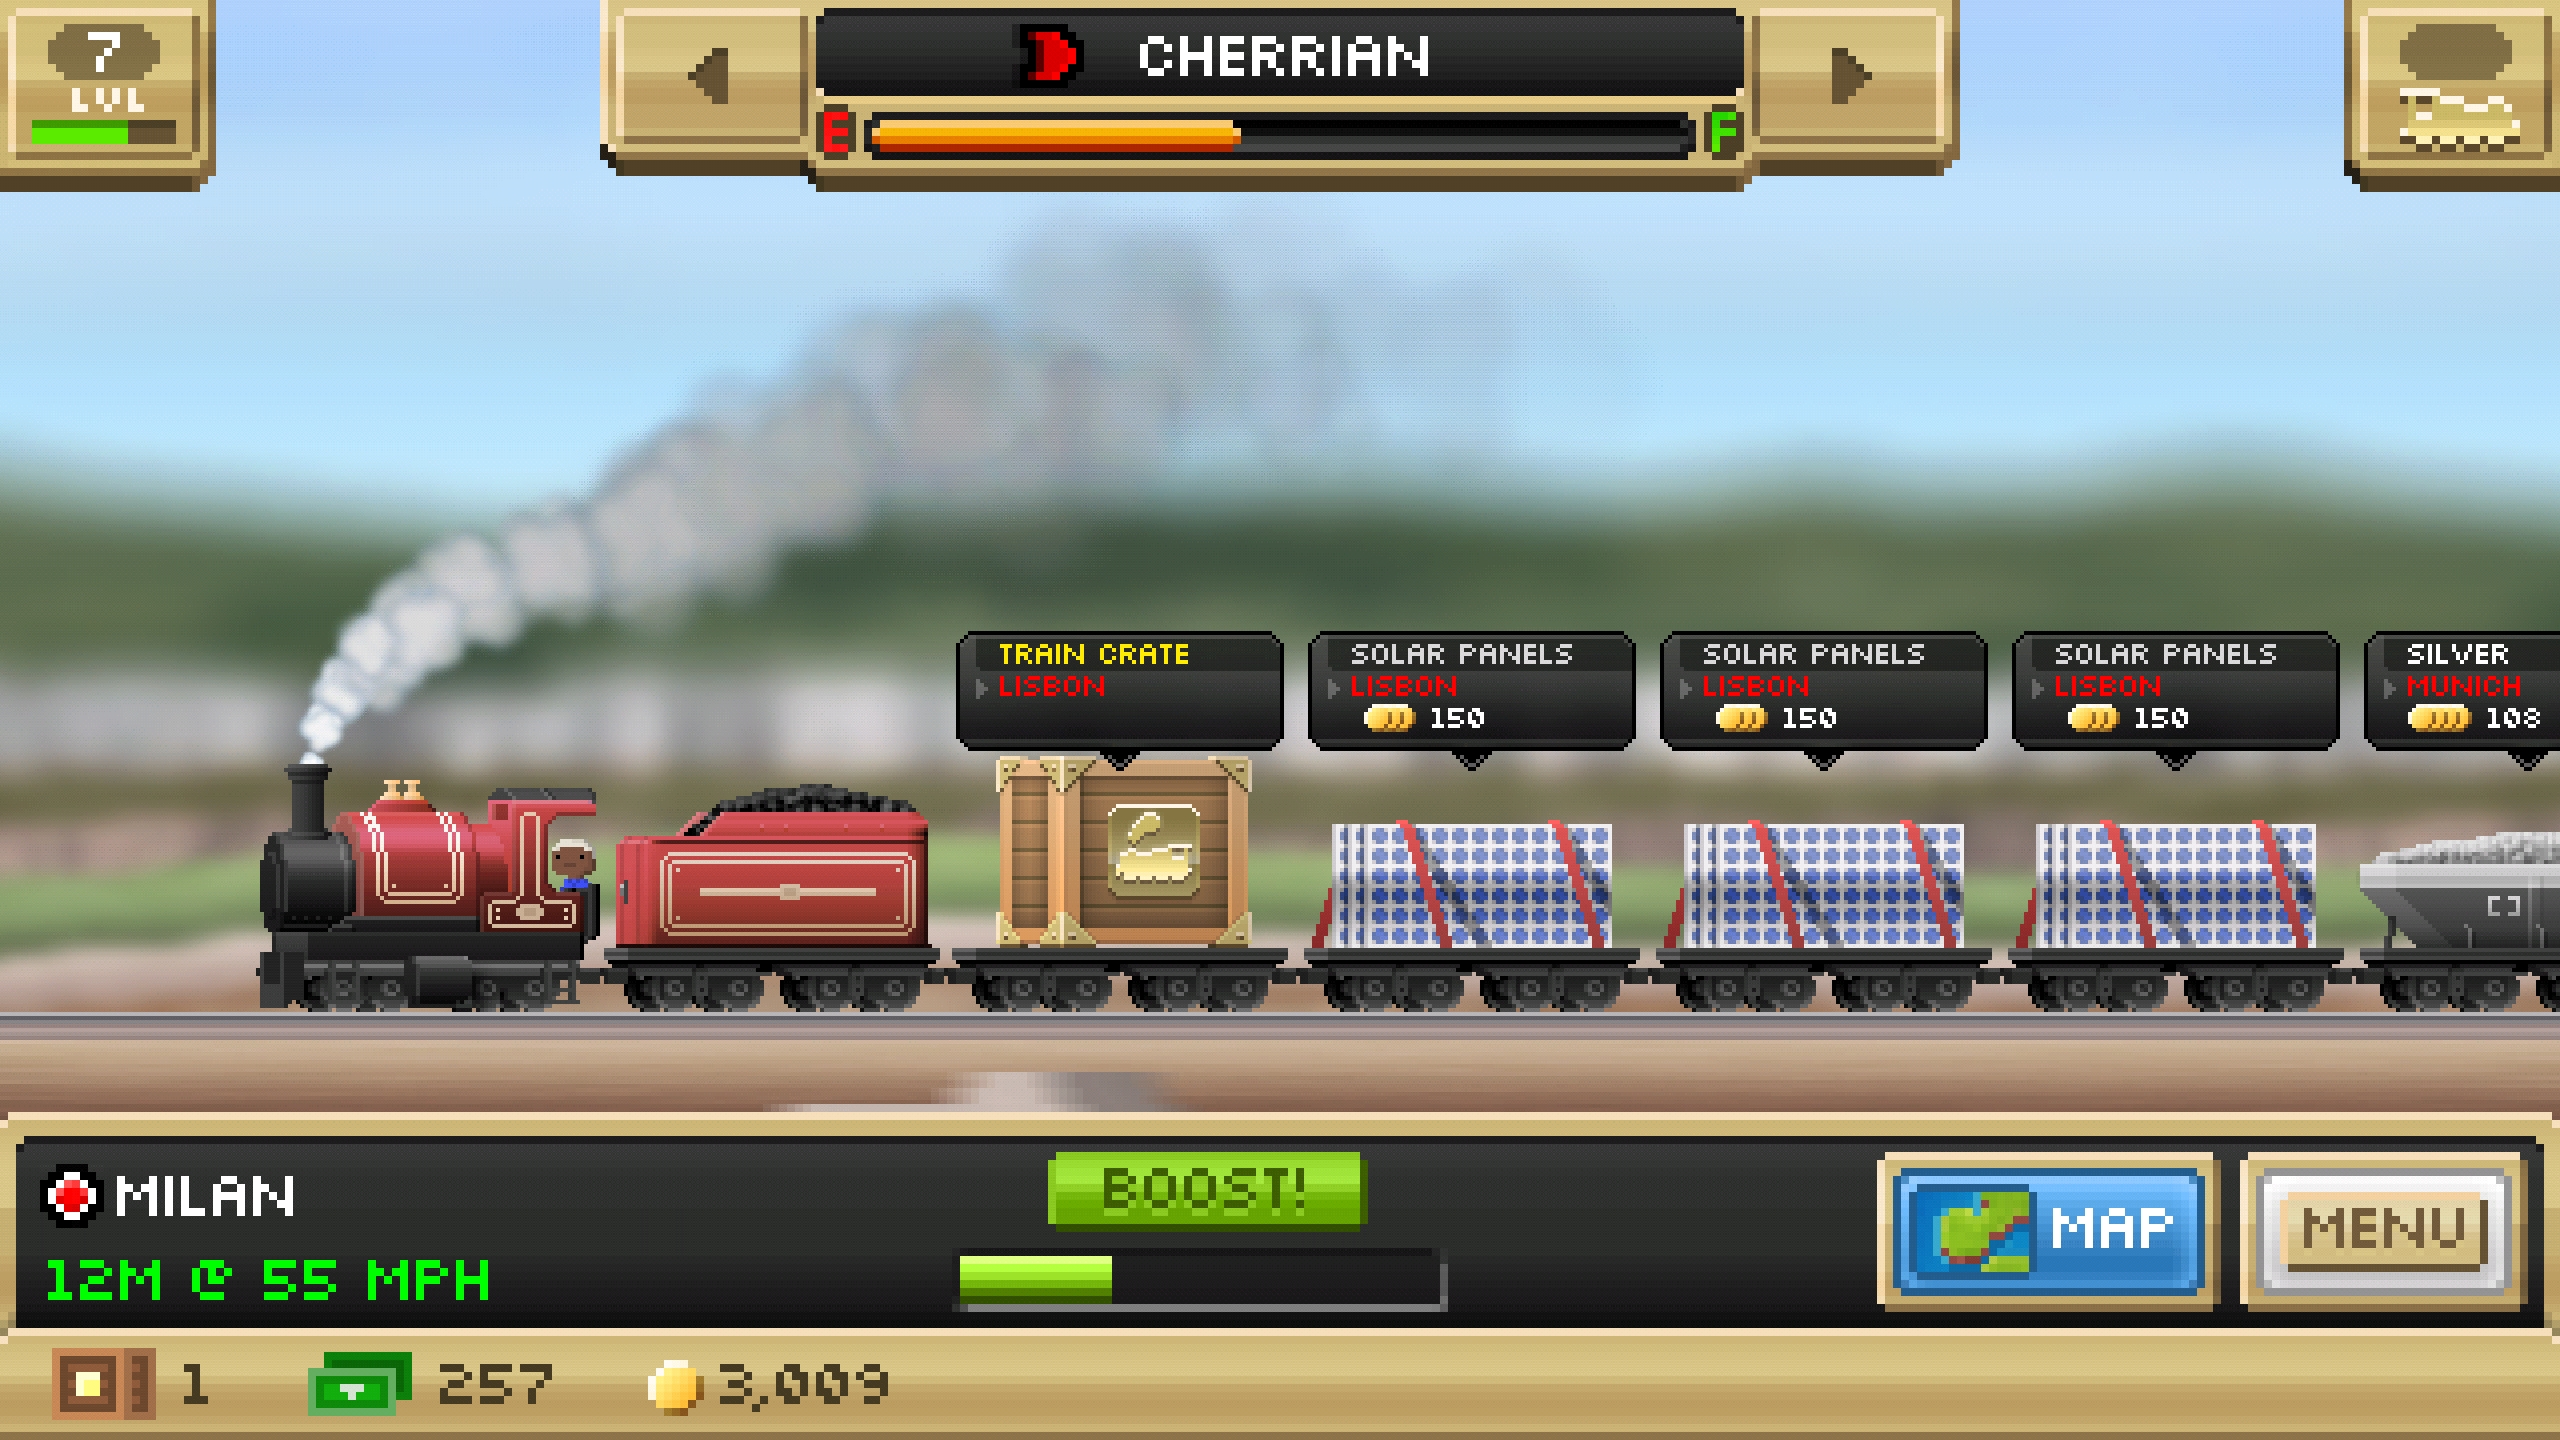 7
LVL
CHERRIAN
E
F
TRAIN CRATE
LISBON
SOLAR PANELS
LISBON
150
SOLAR PANELS
LISBON
150
SOLAR PANELS
LISBON
150
SILVER
MUNICH
108
MILAN
12M @ 55 MPH
BOOST!
MAP
MENU
1
257
3,009